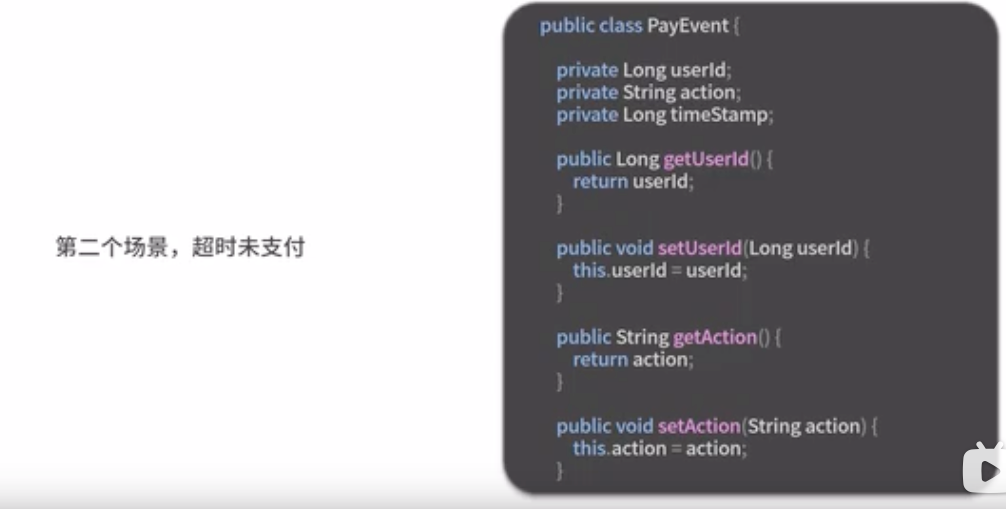 第二个场景，超时未支付
public class PayEvent {
private Long userId;
private String action;
private Long timeStamp;
public Long getUserId() {
return userId;
}
public void setUserId(Long userId) {
this.userId = userId;
}
public String getAction() {
return action;
}
public void setAction(String action) {
this.action = action;
}